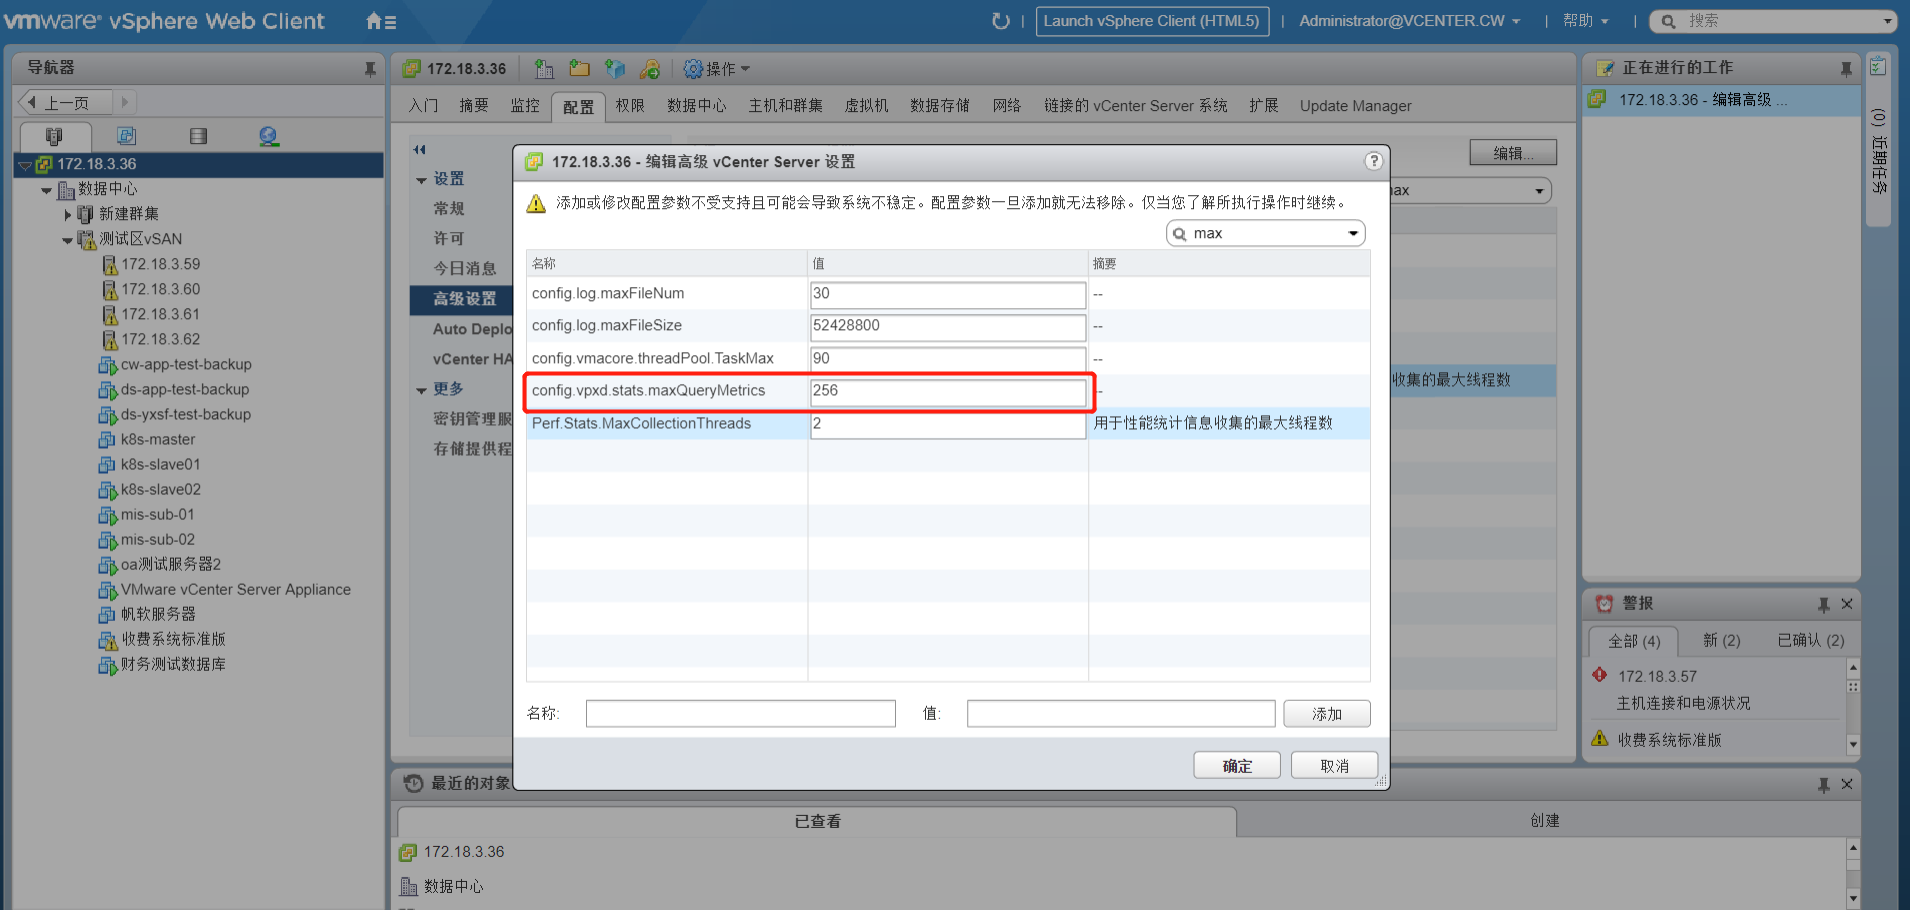 vmware® vSphere Web Client
Launch vSphere Client (HTML5)
Administrator@VCENTER.CW
帮助
搜索
导航器
上一页
172.18.3.36
数据中心
新建群集
测试区vSAN
172.18.3.59
172.18.3.60
172.18.3.61
172.18.3.62
cw-app-test-backup
ds-app-test-backup
ds-yxsf-test-backup
k8s-master
k8s-slave01
k8s-slave02
mis-sub-01
mis-sub-02
oa测试服务器2
VMware vCenter Server Appliance
帆软服务器
收费系统标准版
财务测试数据库
172.18.3.36
操作
入门 摘要 监控 配置 权限 数据中心 主机和群集 虚拟机 数据存储 网络 链接的 vCenter Server 系统 扩展 Update Manager
设置
常规
许可
今日消息
高级设置
Auto Deplo
vCenter HA
更多
密钥管理服
存储提供程
编辑...
ax
收集的最大线程数
172.18.3.36 - 编辑高级 vCenter Server 设置
?
添加或修改配置参数不受支持且可能会导致系统不稳定。配置参数一旦添加就无法移除。仅当您了解所执行操作时继续。
max
名称 值 摘要
config.log.maxFileNum 30 --
config.log.maxFileSize 52428800 --
config.vmacore.threadPool.TaskMax 90 --
config.vpxd.stats.maxQueryMetrics 256 --
Perf.Stats.MaxCollectionThreads 2 用于性能统计信息收集的最大线程数
名称: 值: 添加
确定 取消
正在进行的工作
172.18.3.36 - 编辑高级 ...
(0) 近期任务
警报
全部 (4) 新 (2) 已确认 (2)
172.18.3.57
主机连接和电源状况
收费系统标准版
最近的对象
已查看 创建
172.18.3.36
数据中心